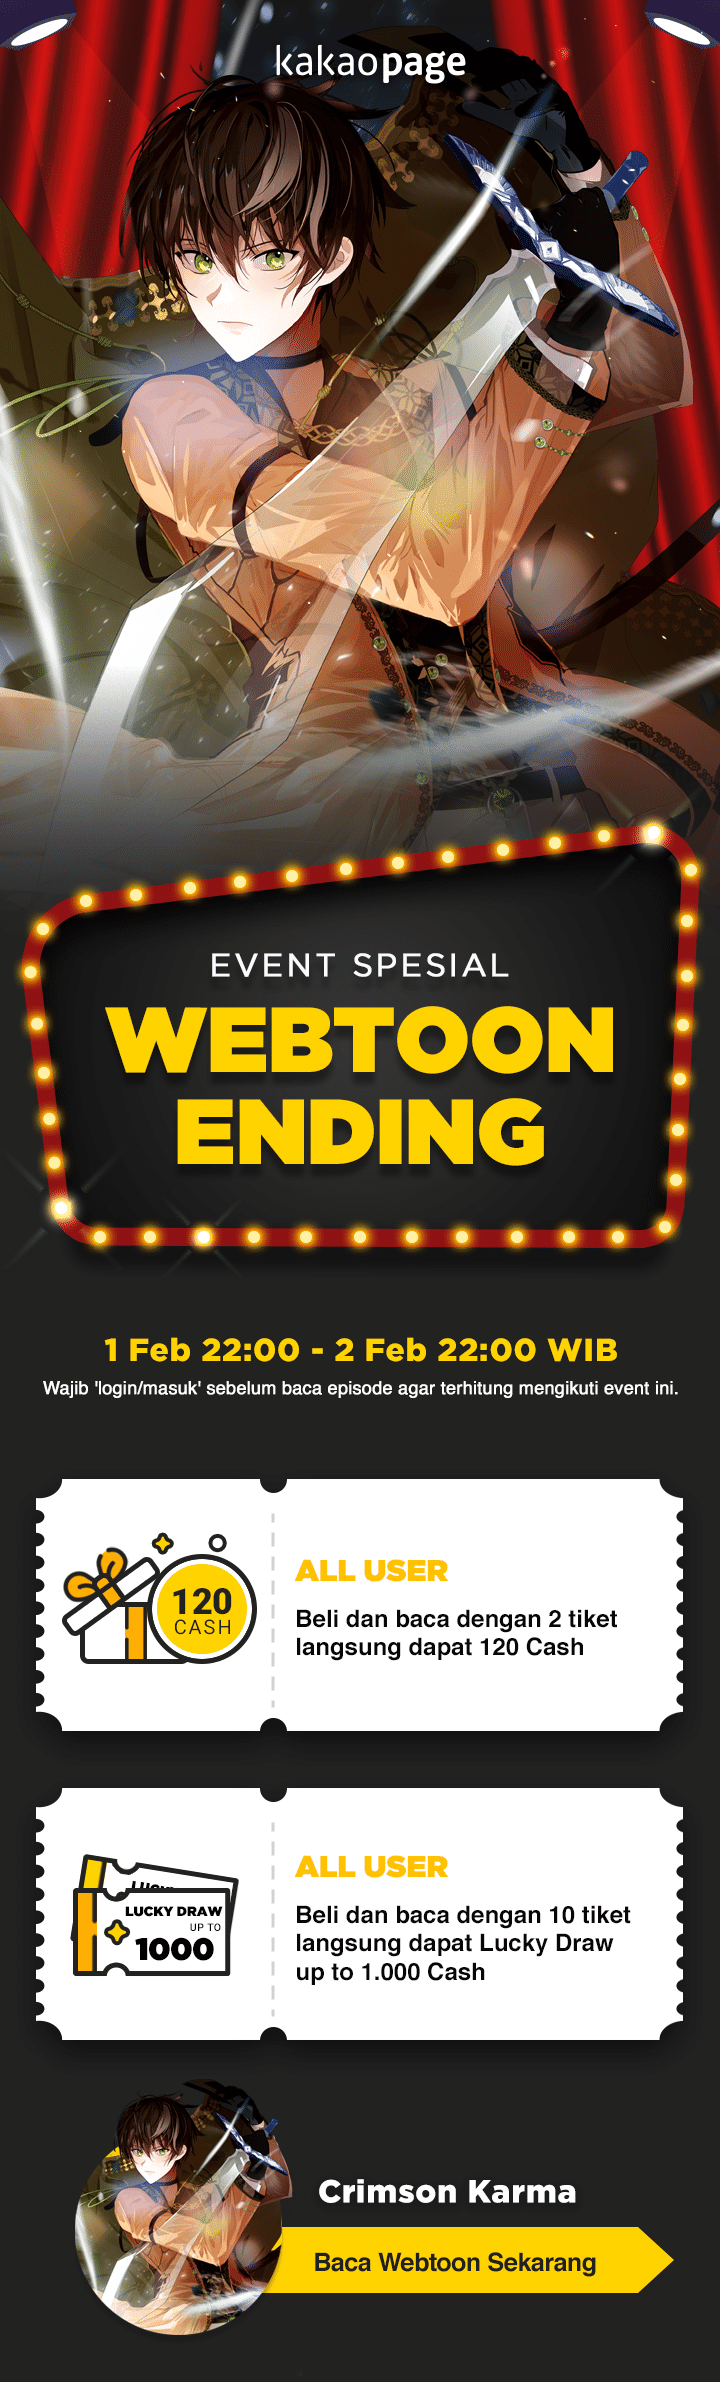 kakaopage
EVENT SPESIAL
WEBTOON
ENDING
1 Feb 22:00 - 2 Feb 22:00 WIB
Wajib 'login/masuk' sebelum baca episode agar terhitung mengikuti event ini.
120
CASH
ALL USER
Beli dan baca dengan 2 tiket
langsung dapat 120 Cash
LUCKY DRAW
UP TO
1000
ALL USER
Beli dan baca dengan 10 tiket
langsung dapat Lucky Draw
up to 1.000 Cash
Crimson Karma
Baca Webtoon Sekarang